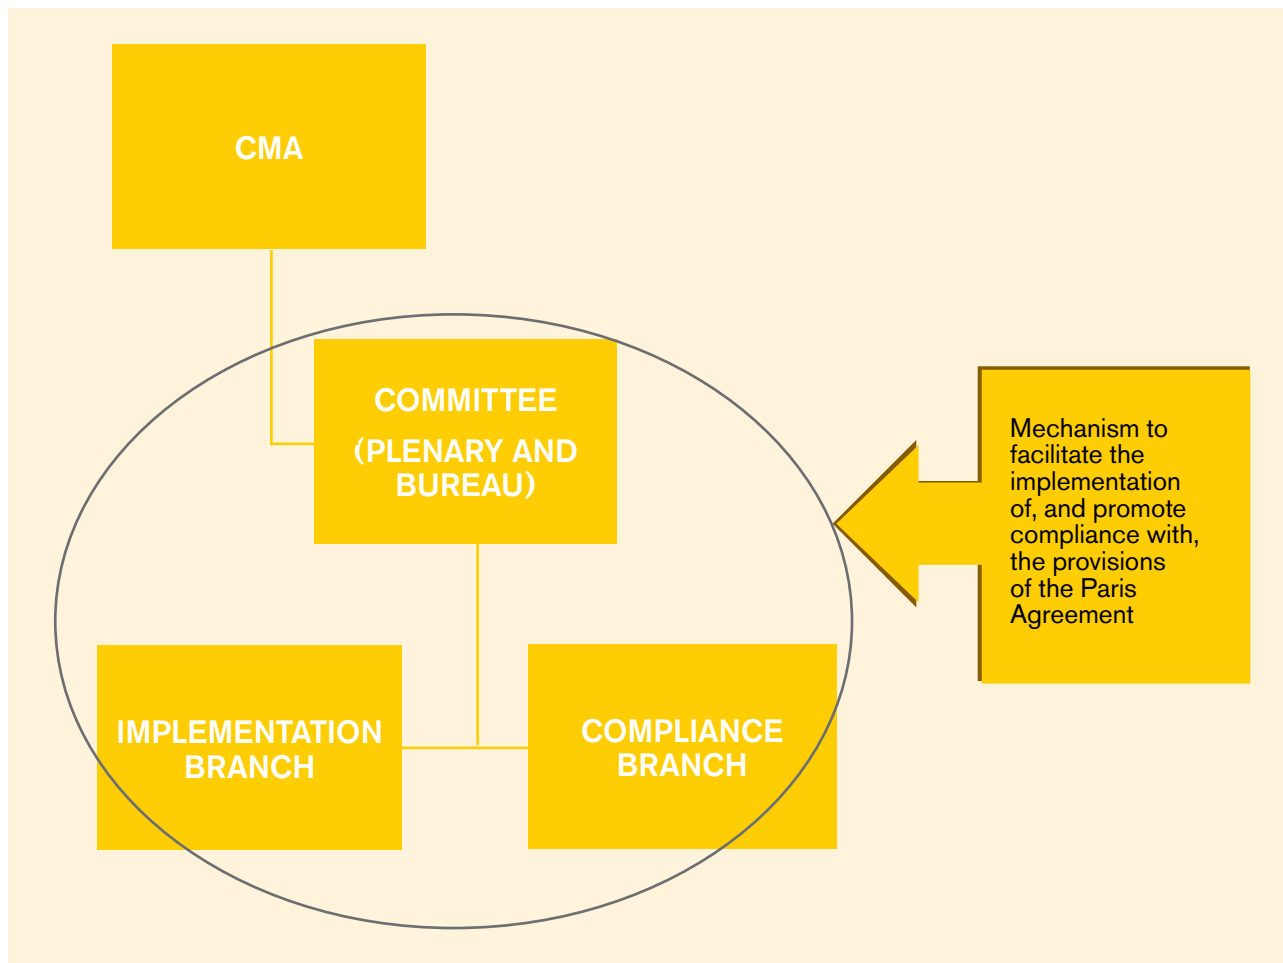 CMA
COMMITTEE
(PLENARY AND
BUREAU)
Mechanism to
facilitate the
implementation
of, and promote
compliance with,
the provisions
of the Paris
Agreement
IMPLEMENTATION
BRANCH
COMPLIANCE
BRANCH